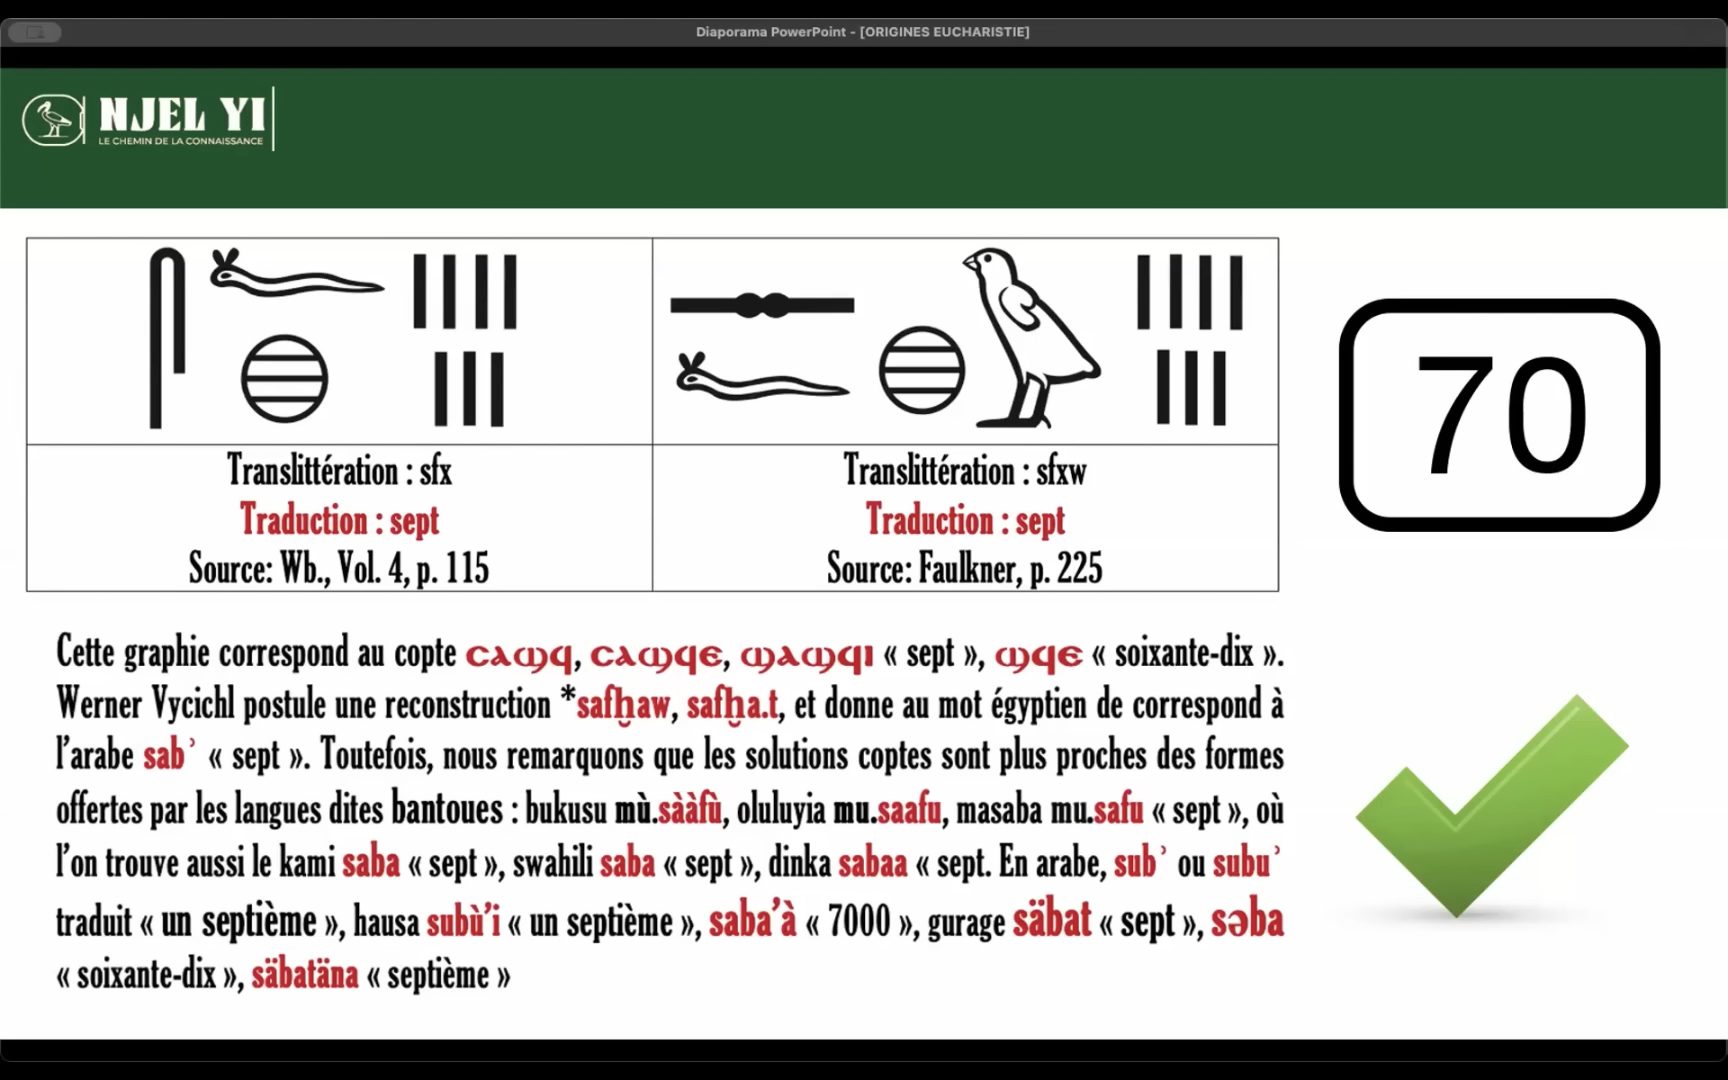 Diaporama PowerPoint - [ORIGINES EUCHARISTIE]
NJEL YI
LE CHEMIN DE LA CONNAISSANCE
Translittération : sfx
Traduction : sept
Source: Wb., Vol. 4, p. 115
Translittération : sfxw
Traduction : sept
Source: Faulkner, p. 225
70
Cette graphie correspond au copte ⲥⲁϣϥ, ⲥⲁϣϥⲉ, ϣⲁϣϥⲓ « sept », ϣϥⲉ « soixante-dix ».
Werner Vycichl postule une reconstruction *safḫaw, safḫa.t, et donne au mot égyptien de correspond à
l’arabe sabʾ « sept ». Toutefois, nous remarquons que les solutions coptes sont plus proches des formes
offertes par les langues dites bantoues : bukusu mù.sààfù, oluluyia mu.saafu, masaba mu.safu « sept », où
l’on trouve aussi le kami saba « sept », swahili saba « sept », dinka sabaa « sept. En arabe, subʾ ou subuʾ
traduit « un septième », hausa subù’i « un septième », saba’à « 7000 », gurage säbat « sept », səba
« soixante-dix », säbatäna « septième »